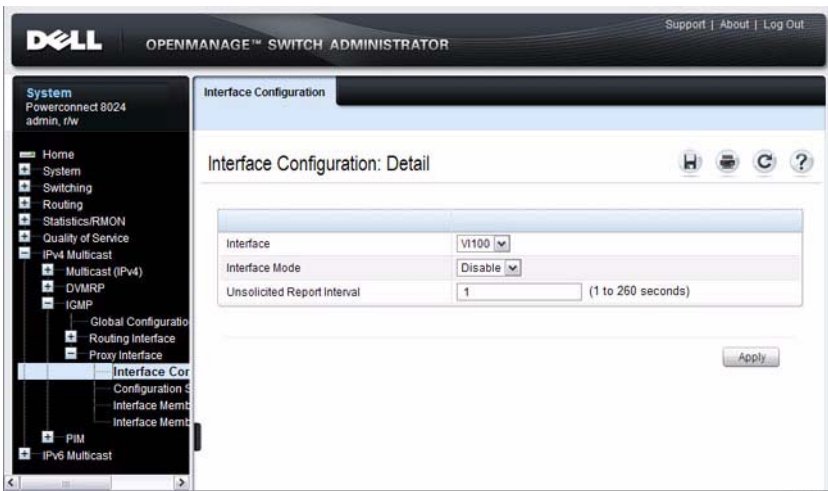 Support | About | Log Out
DELL OPENMANAGE™ SWITCH ADMINISTRATOR
System
Powerconnect 8024
admin, r/w
Interface Configuration
Home
System
Switching
Routing
Statistics/RMON
Quality of Service
IPv4 Multicast
Multicast (IPv4)
DVMRP
IGMP
Global Configuratio
Routing Interface
Proxy Interface
Interface Cor
Configuration S
Interface Memb
Interface Memb
PIM
IPv6 Multicast
Interface Configuration: Detail
Interface Vl100
Interface Mode Disable
Unsolicited Report Interval 1 (1 to 260 seconds)
Apply